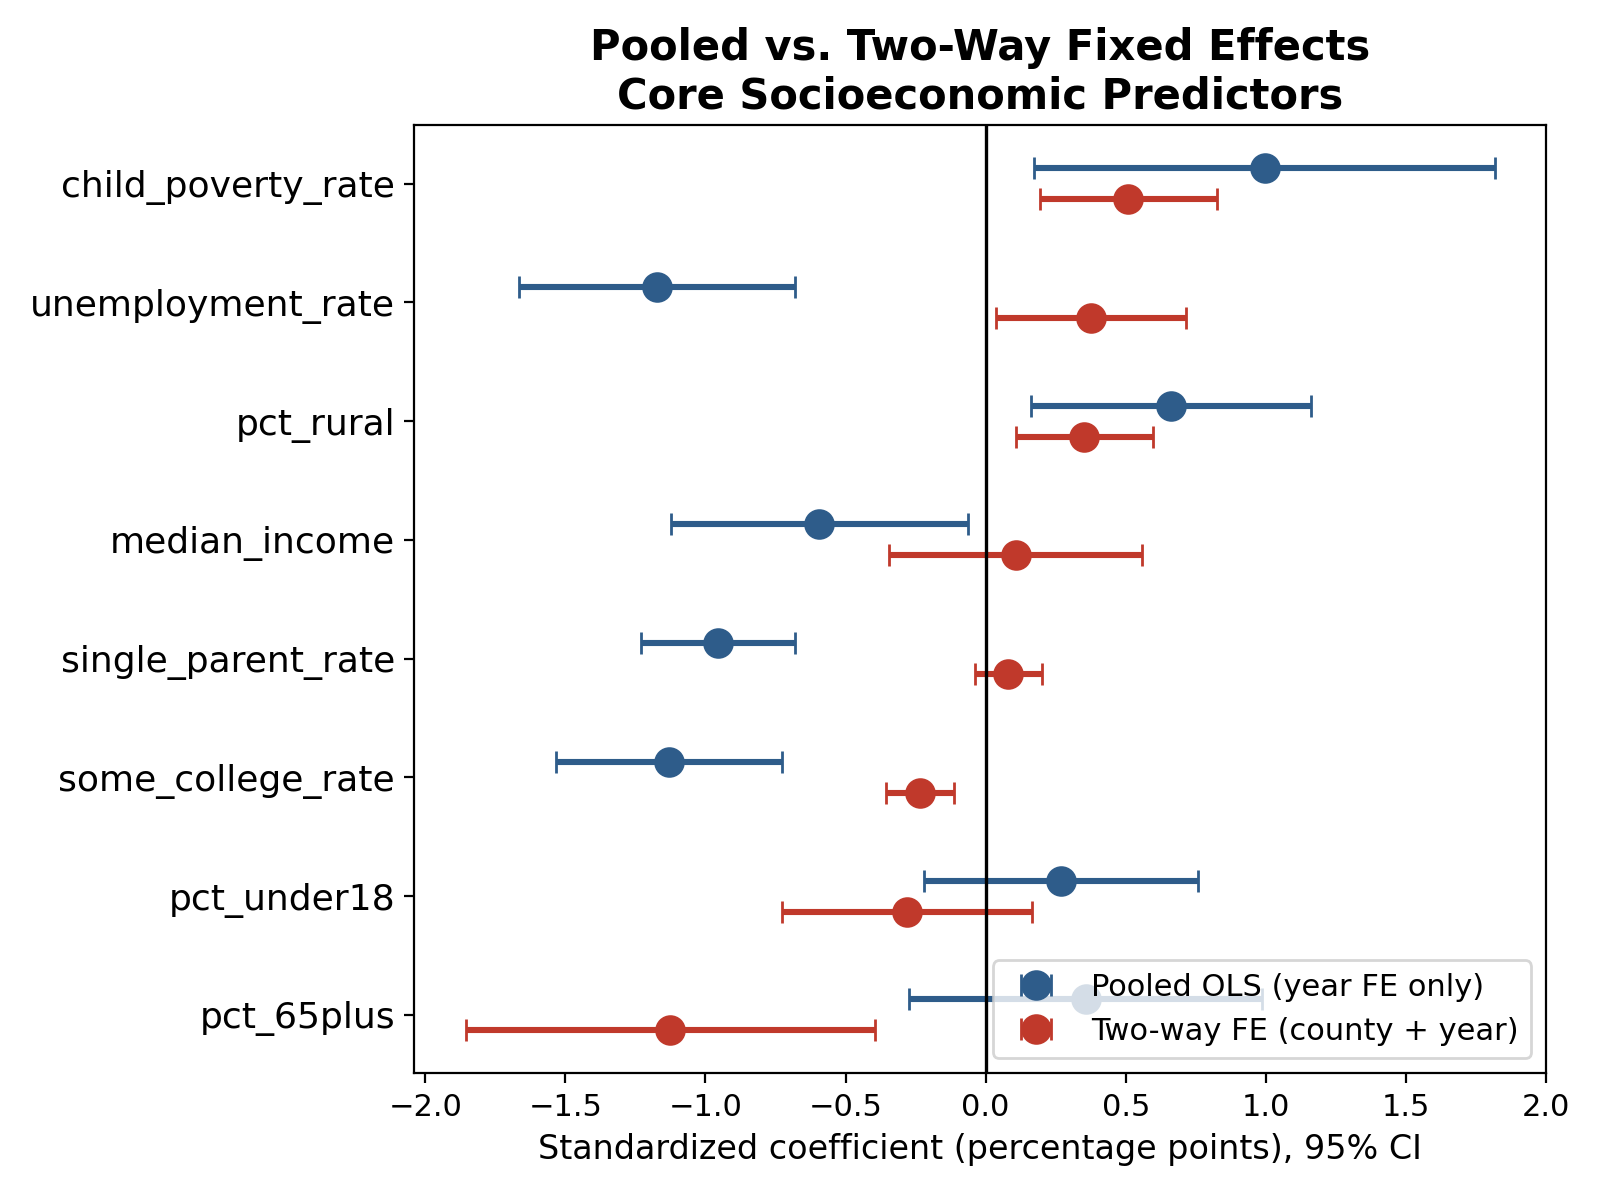 Pooled vs. Two-Way Fixed Effects
Core Socioeconomic Predictors
child_poverty_rate
unemployment_rate
pct_rural
median_income
single_parent_rate
some_college_rate
pct_under18
pct_65plus
Pooled OLS (year FE only)
Two-way FE (county + year)
−2.0 −1.5 −1.0 −0.5 0.0 0.5 1.0 1.5 2.0
Standardized coefficient (percentage points), 95% CI